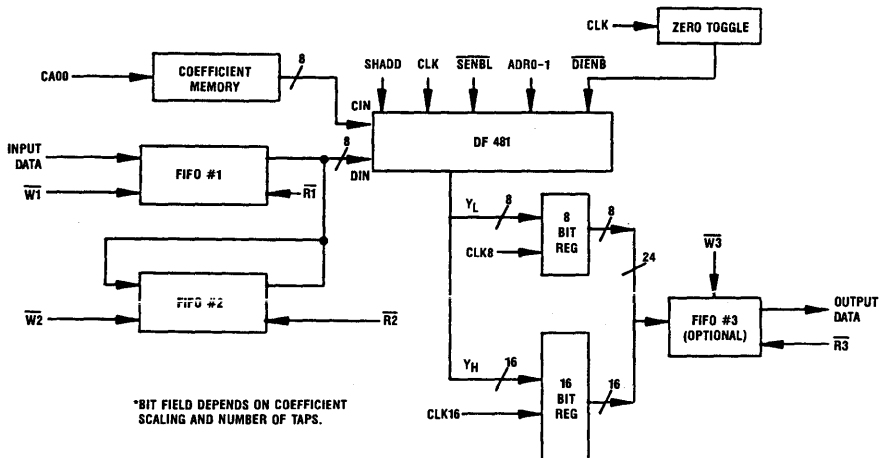 CLK
ZERO TOGGLE
CA00
COEFFICIENT
MEMORY
8
SHADD
CLK
SENBL
ADR0-1
DIENB
CIN
DF 481
INPUT
DATA
FIFO #1
8
DIN
W1
R1
YL
8
8
BIT
REG
8
CLK8
W3
24
FIFO #2
W2
R2
FIFO #3
(OPTIONAL)
OUTPUT
DATA
R3
YH
16
16
BIT
REG
16
CLK16
*BIT FIELD DEPENDS ON COEFFICIENT
SCALING AND NUMBER OF TAPS.